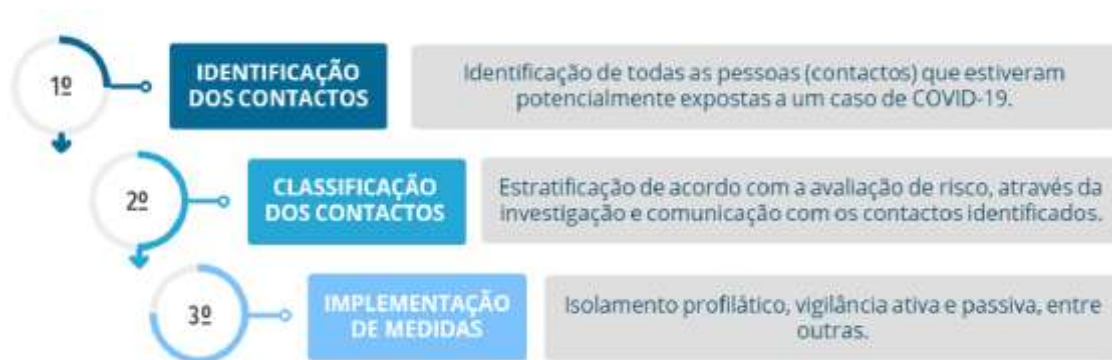 1º
IDENTIFICAÇÃO
DOS CONTACTOS
Identificação de todas as pessoas (contactos) que estiveram
potencialmente expostas a um caso de COVID-19.
2º
CLASSIFICAÇÃO
DOS CONTACTOS
Estratificação de acordo com a avaliação de risco, através da
investigação e comunicação com os contactos identificados.
3º
IMPLEMENTAÇÃO
DE MEDIDAS
Isolamento profilático, vigilância ativa e passiva, entre
outras.